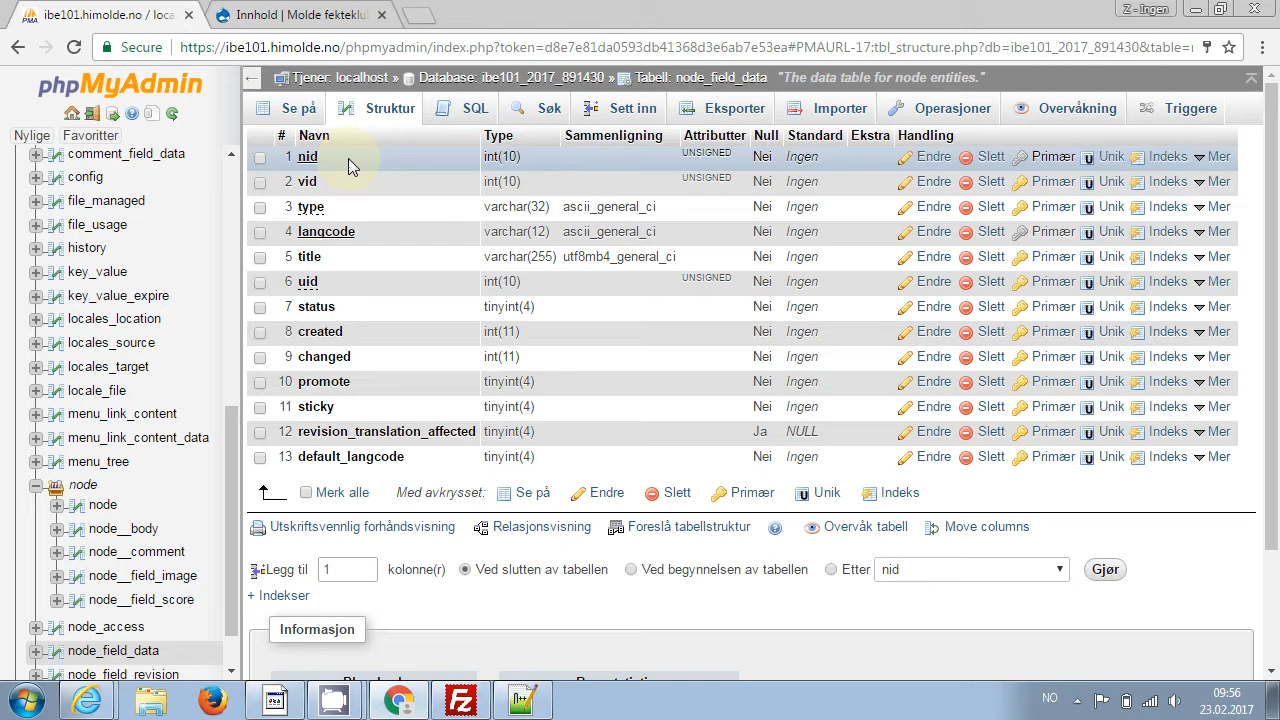 ibe101.himolde.no / loca
Innhold | Molde fekteklul
Z - Ingen
Secure https://ibe101.himolde.no/phpmyadmin/index.php?token=d8e7e81da0593db41368d3e6ab7e53ea#PMAURL-17:tbl_structure.php?db=ibe101_2017_891430&table=
phpMyAdmin
Nylige Favoritter
comment_field_data
config
file_managed
file_usage
history
key_value
key_value_expire
locales_location
locales_source
locales_target
locale_file
menu_link_content
menu_link_content_data
menu_tree
node
node
node__body
node__comment
node__field_image
node__field_score
node_access
node_field_data
node_field_revision
Tjener: localhost » Database: ibe101_2017_891430 » Tabell: node_field_data "The data table for node entities."
Se på Struktur SQL Søk Sett inn Eksporter Importer Operasjoner Overvåkning Triggere
# Navn Type Sammenligning Attributter Null Standard Ekstra Handling
1 nid int(10) UNSIGNED Nei Ingen Endre Slett Primær Unik Indeks Mer
2 vid int(10) UNSIGNED Nei Ingen Endre Slett Primær Unik Indeks Mer
3 type varchar(32) ascii_general_ci Nei Ingen Endre Slett Primær Unik Indeks Mer
4 langcode varchar(12) ascii_general_ci Nei Ingen Endre Slett Primær Unik Indeks Mer
5 title varchar(255) utf8mb4_general_ci Nei Ingen Endre Slett Primær Unik Indeks Mer
6 uid int(10) UNSIGNED Nei Ingen Endre Slett Primær Unik Indeks Mer
7 status tinyint(4) Nei Ingen Endre Slett Primær Unik Indeks Mer
8 created int(11) Nei Ingen Endre Slett Primær Unik Indeks Mer
9 changed int(11) Nei Ingen Endre Slett Primær Unik Indeks Mer
10 promote tinyint(4) Nei Ingen Endre Slett Primær Unik Indeks Mer
11 sticky tinyint(4) Nei Ingen Endre Slett Primær Unik Indeks Mer
12 revision_translation_affected tinyint(4) Ja NULL Endre Slett Primær Unik Indeks Mer
13 default_langcode tinyint(4) Nei Ingen Endre Slett Primær Unik Indeks Mer
Merk alle Med avkrysset: Se på Endre Slett Primær Unik Indeks
Utskriftsvennlig forhåndsvisning Relasjonsvisning Foreslå tabellstruktur Overvåk tabell Move columns
Legg til 1 kolonne(r) Ved slutten av tabellen Ved begynnelsen av tabellen Etter nid Gjør
+ Indekser
Informasjon
NO 09:56
23.02.2017